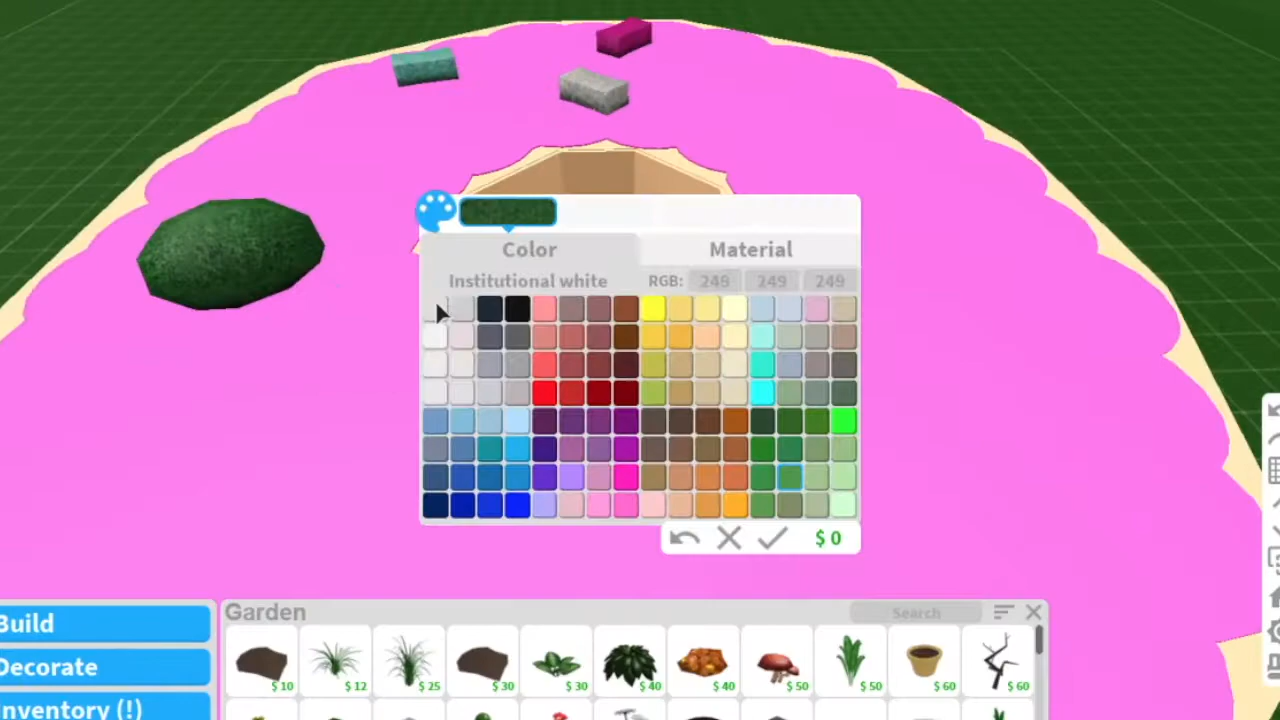 Color
Material
Institutional white
RGB: 249 249 249
$ 0
Build
Decorate
Inventory (!)
Garden
Search
$ 10
$ 12
$ 25
$ 30
$ 30
$ 40
$ 40
$ 50
$ 50
$ 60
$ 60